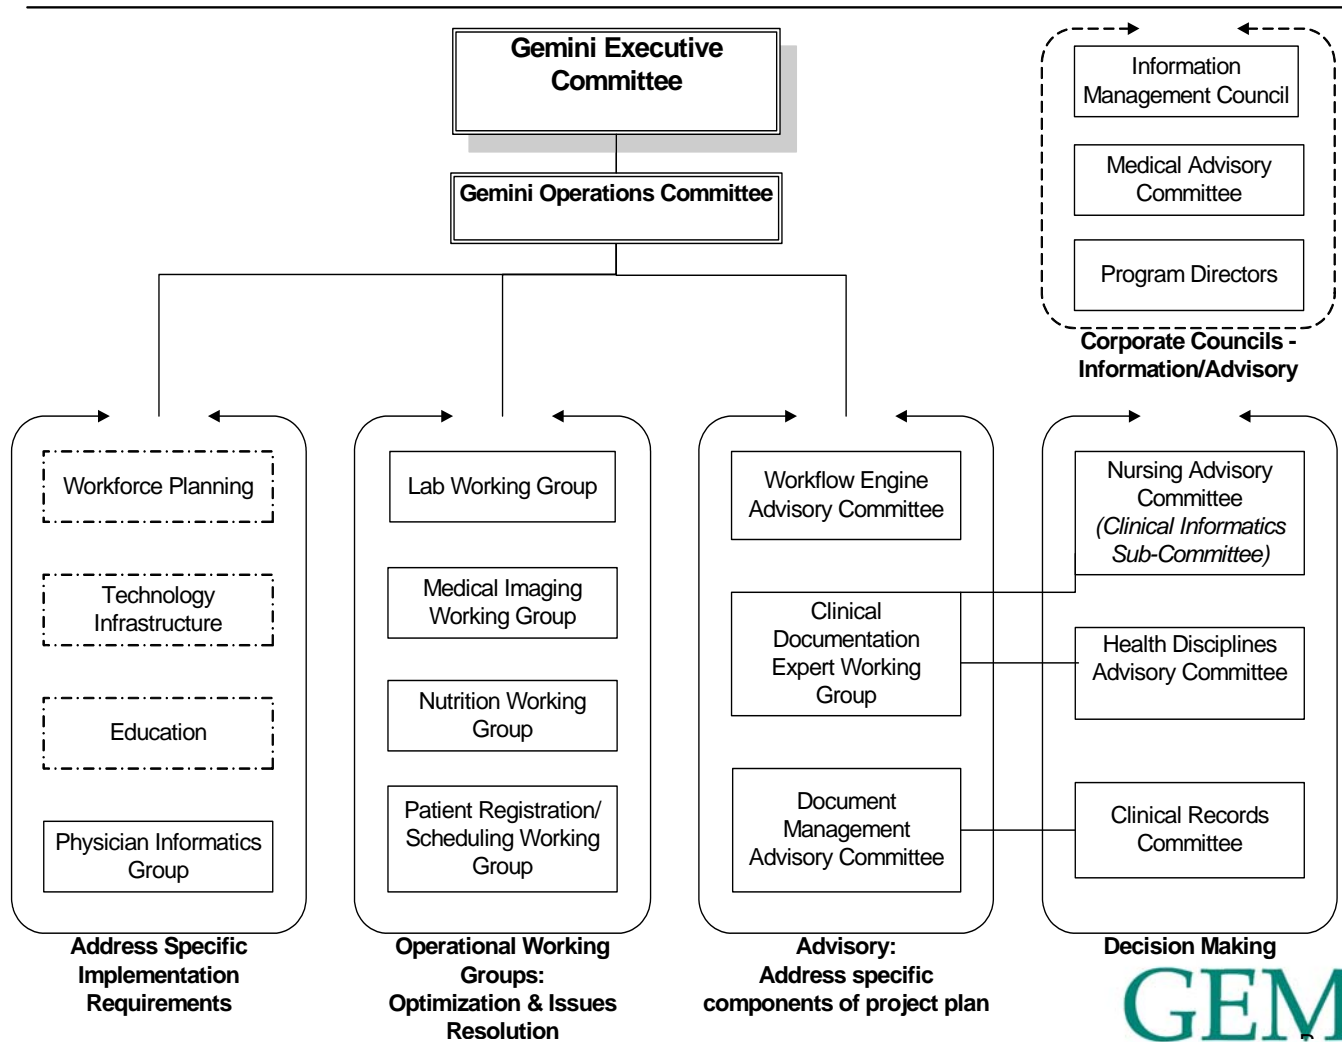 Gemini Executive
Committee
Gemini Operations Committee
Information
Management Council
Medical Advisory
Committee
Program Directors
Corporate Councils -
Information/Advisory
Workforce Planning
Technology
Infrastructure
Education
Physician Informatics
Group
Address Specific
Implementation
Requirements
Lab Working Group
Medical Imaging
Working Group
Nutrition Working
Group
Patient Registration/
Scheduling Working
Group
Operational Working
Groups:
Optimization & Issues
Resolution
Workflow Engine
Advisory Committee
Clinical
Documentation
Expert Working
Group
Document
Management
Advisory Committee
Advisory:
Address specific
components of project plan
Nursing Advisory
Committee
(Clinical Informatics
Sub-Committee)
Health Disciplines
Advisory Committee
Clinical Records
Committee
Decision Making
GEM